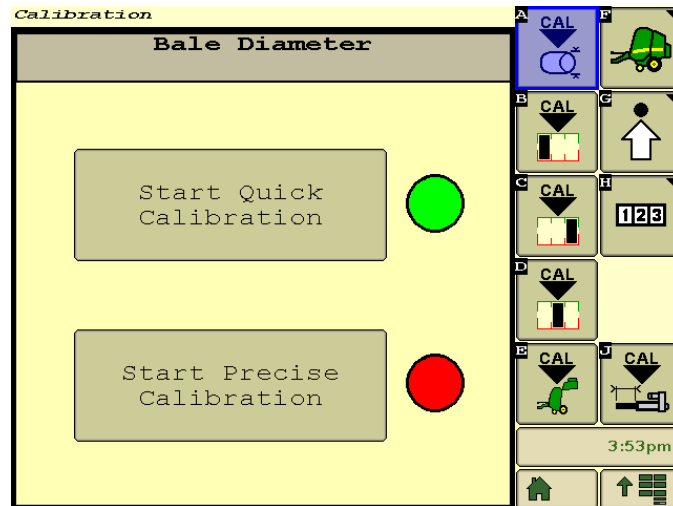 Calibration
Bale Diameter
Start Quick
Calibration
Start Precise
Calibration
A CAL
F
B CAL
G
C CAL
H
123
D CAL
E CAL
J CAL
3:53pm